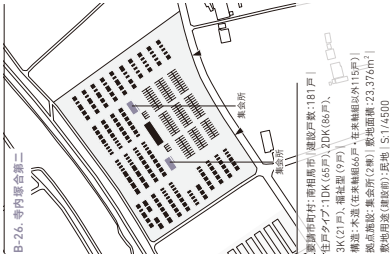 B-26. 寺内塚合第二
集会所
集会所
要請市町村：南相馬市｜建設戸数：181戸｜
住戸タイプ：1DK(65戸)、2DK(86戸)、
3K(21戸)、福祉型(9戸)｜
構造：木造(在来軸組66戸・在来軸組以外115戸)｜
拠点施設：集会所(2棟)｜敷地面積：23,376m²｜
敷地用途(建設前)：民地｜S:1/4500